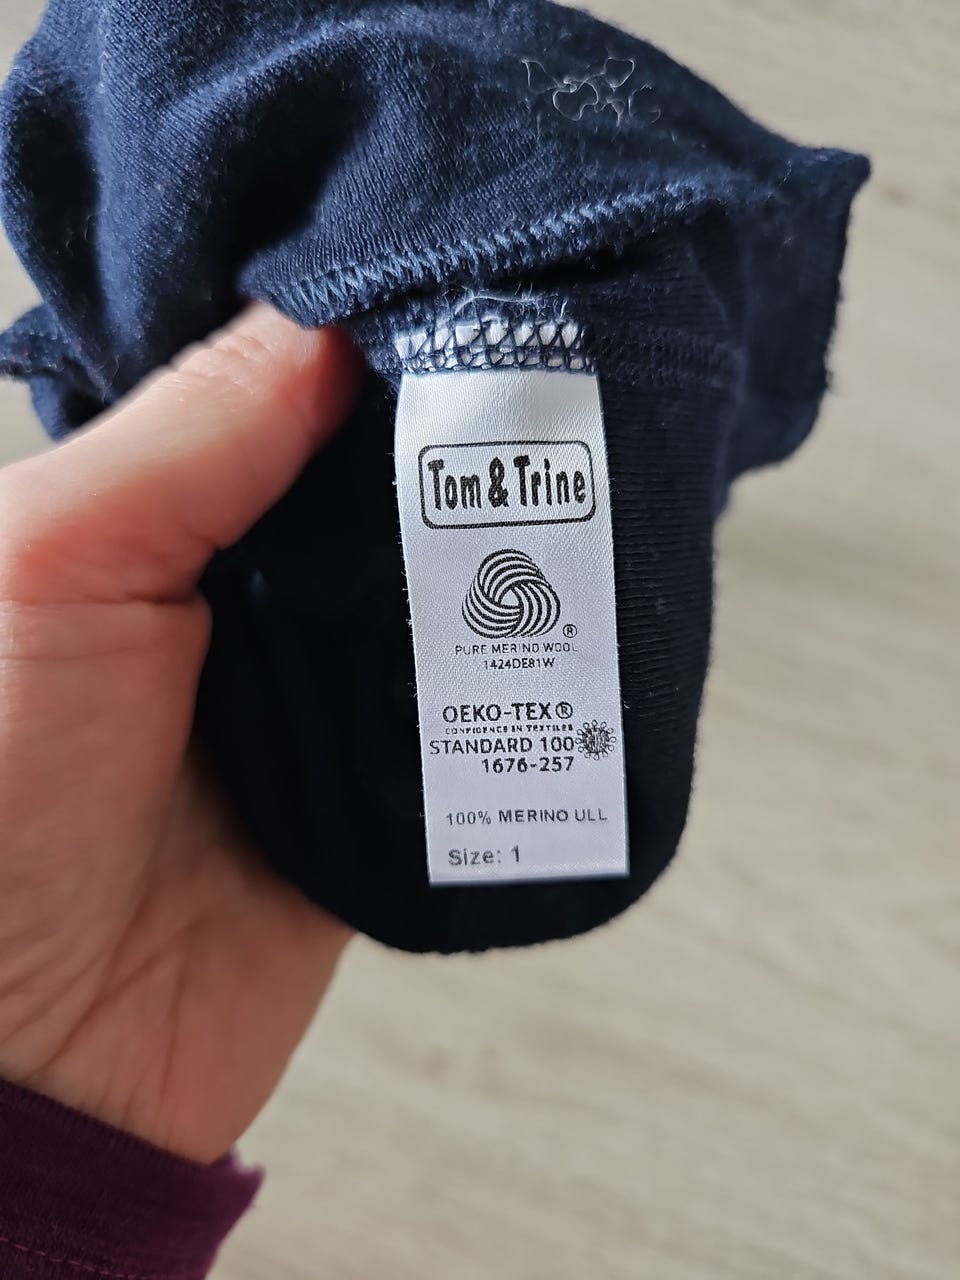 Tom & Trine
®
PURE MERINO WOOL
1424DE81W
OEKO-TEX®
CONFIDENCE IN TEXTILES
STANDARD 100
1676-257
100% MERINO ULL
Size: 1